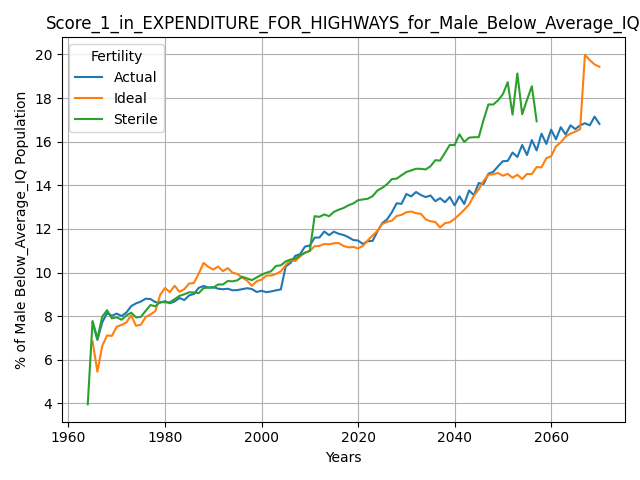 Score_1_in_EXPENDITURE_FOR_HIGHWAYS_for_Male_Below_Average_IQ
Fertility
Actual
Ideal
Sterile
% of Male Below_Average_IQ Population
20
18
16
14
12
10
8
6
4
1960
1980
2000
2020
2040
2060
Years